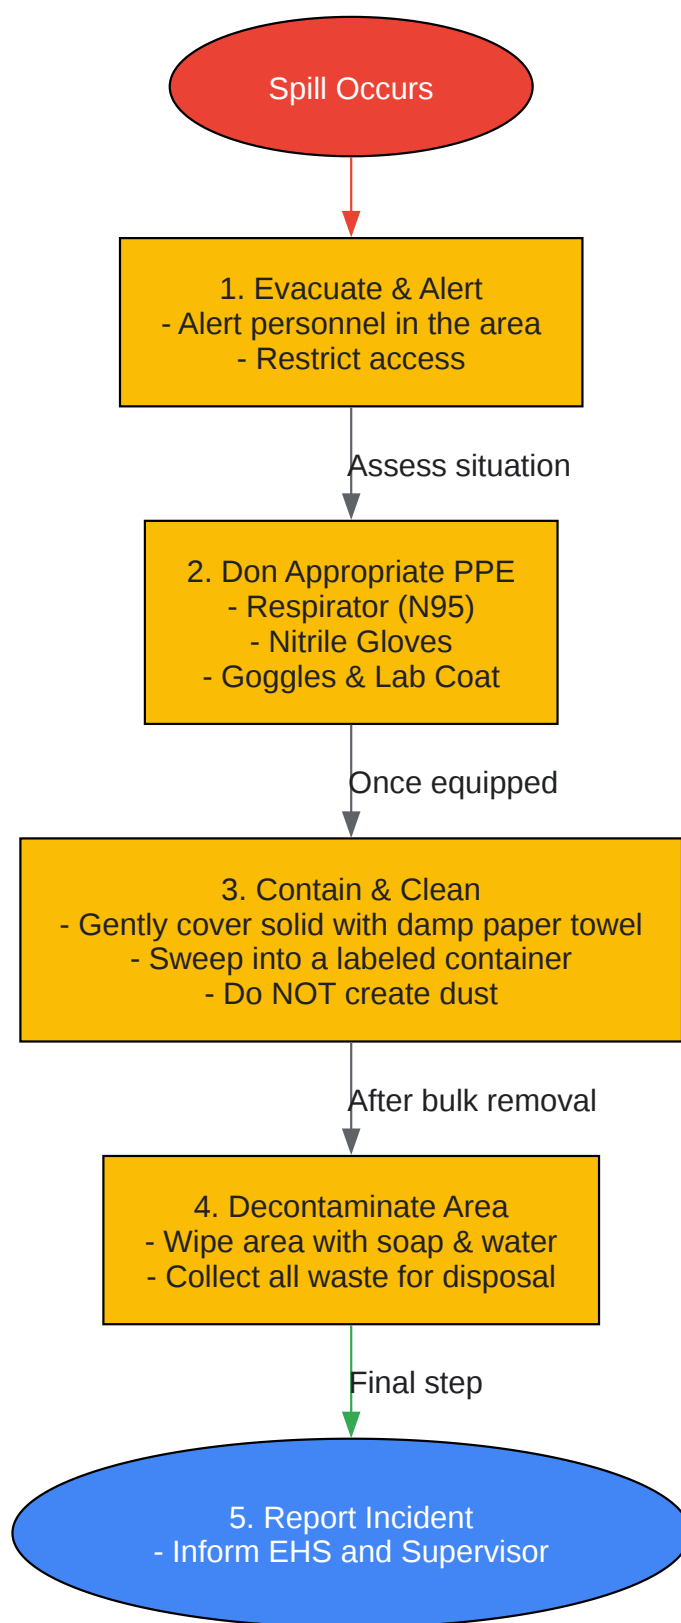 Spill Occurs
1. Evacuate & Alert
- Alert personnel in the area
- Restrict access
Assess situation
2. Don Appropriate PPE
- Respirator (N95)
- Nitrile Gloves
- Goggles & Lab Coat
Once equipped
3. Contain & Clean
- Gently cover solid with damp paper towel
- Sweep into a labeled container
- Do NOT create dust
After bulk removal
4. Decontaminate Area
- Wipe area with soap & water
- Collect all waste for disposal
Final step
5. Report Incident
- Inform EHS and Supervisor